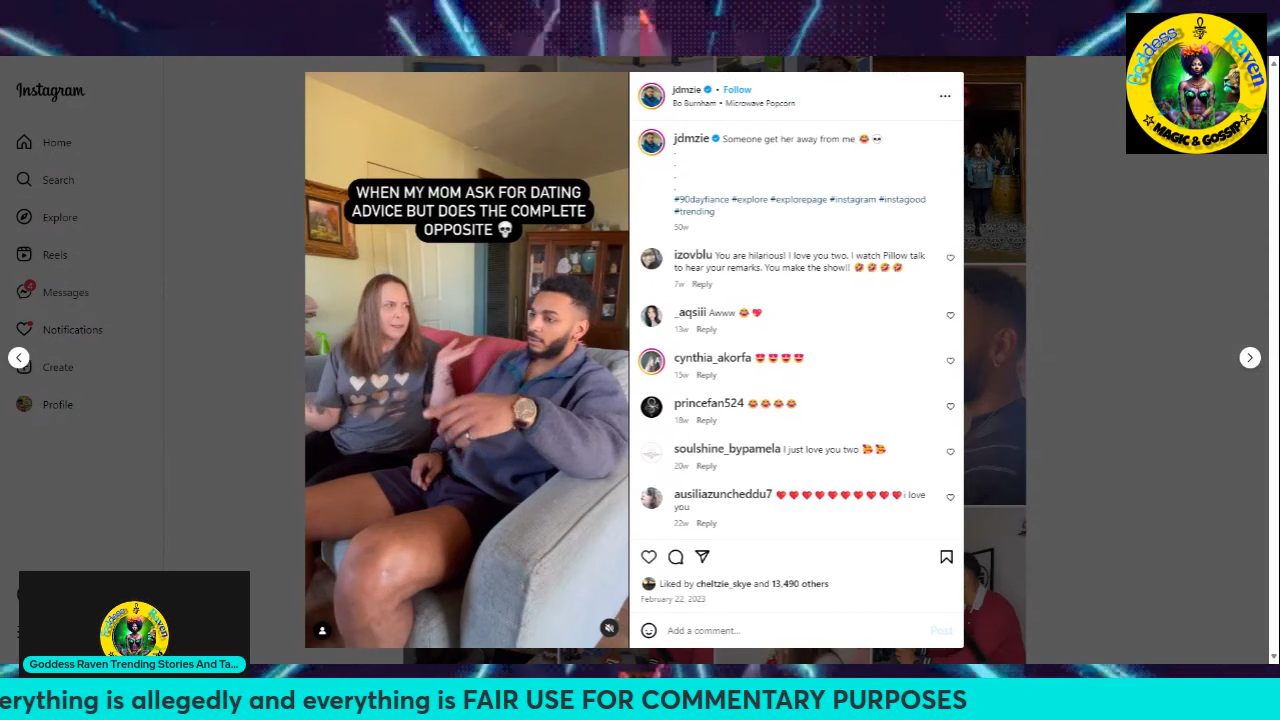 Goddess Raven
MAGIC & GOSSIP
Instagram
Home
Search
Explore
Reels
4
Messages
Notifications
Create
Profile
WHEN MY MOM ASK FOR DATING
ADVICE BUT DOES THE COMPLETE
OPPOSITE 💀
jdmzie • Follow
Bo Burnham • Microwave Popcorn
jdmzie Someone get her away from me 😂 💀
.
.
.
.
#90dayfiance #explore #explorepage #instagram #instagood
#trending
50w
izovblu You are hilarious! I love you two. I watch Pillow talk
to hear your remarks. You make the show!! 🤣 🤣 🤣 🤣
7w Reply
_aqsiii Awww 😂 💖
13w Reply
cynthia_akorfa 😍 😍 😍 😍
15w Reply
princefan524 😂 😂 😂 😂
18w Reply
soulshine_bypamela I just love you two 🥰 🥰
20w Reply
ausiliazuncheddu7 ❤️ ❤️ ❤️ ❤️ ❤️ ❤️ ❤️ ❤️ ❤️ ❤️ i love
you
22w Reply
Liked by cheltzie_skye and 13,490 others
February 22, 2023
Add a comment...
Post
Goddess Raven
Goddess Raven Trending Stories And Ta...
erything is allegedly and everything is FAIR USE FOR COMMENTARY PURPOSES